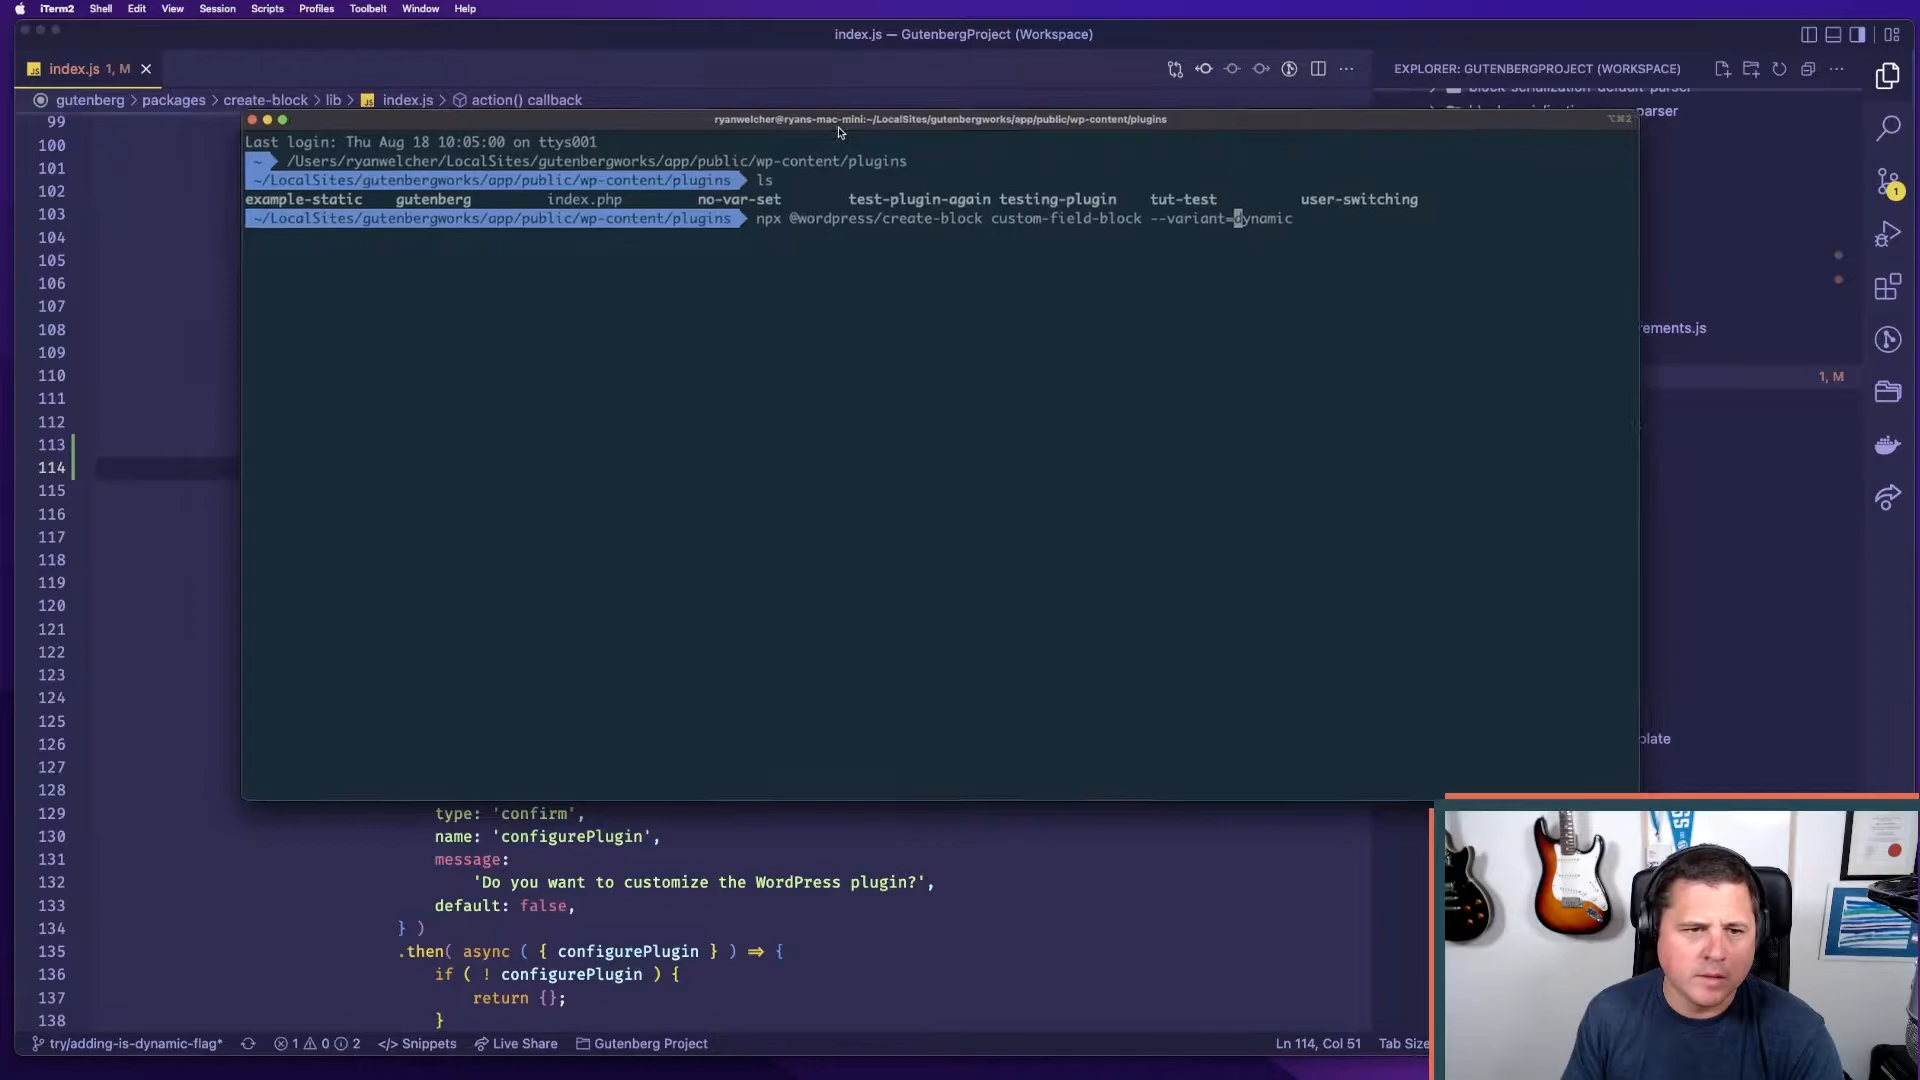 iTerm2 Shell Edit View Session Scripts Profiles Toolbelt Window Help
index.js — GutenbergProject (Workspace)
index.js 1, M
EXPLORER: GUTENBERGPROJECT (WORKSPACE)
gutenberg > packages > create-block > lib > index.js > action() callback
parser
ryanwelcher@ryans-mac-mini:~/LocalSites/gutenbergworks/app/public/wp-content/plugins
⌥⌘2
Last login: Thu Aug 18 10:05:00 on ttys001
~ /Users/ryanwelcher/LocalSites/gutenbergworks/app/public/wp-content/plugins
~/LocalSites/gutenbergworks/app/public/wp-content/plugins ls
example-static gutenberg index.php no-var-set test-plugin-again testing-plugin tut-test user-switching
~/LocalSites/gutenbergworks/app/public/wp-content/plugins npx @wordpress/create-block custom-field-block --variant=dynamic
1
ements.js
1, M
plate
99
100
101
102
103
104
105
106
107
108
109
110
111
112
113
114
115
116
117
118
119
120
121
122
123
124
125
126
127
128
129 type: 'confirm',
130 name: 'configurePlugin',
131 message:
132 'Do you want to customize the WordPress plugin?',
133 default: false,
134 } )
135 .then( async ( { configurePlugin } ) => {
136 if ( ! configurePlugin ) {
137 return {};
138 }
try/adding-is-dynamic-flag* 1 0 2 </> Snippets Live Share Gutenberg Project Ln 114, Col 51 Tab Size